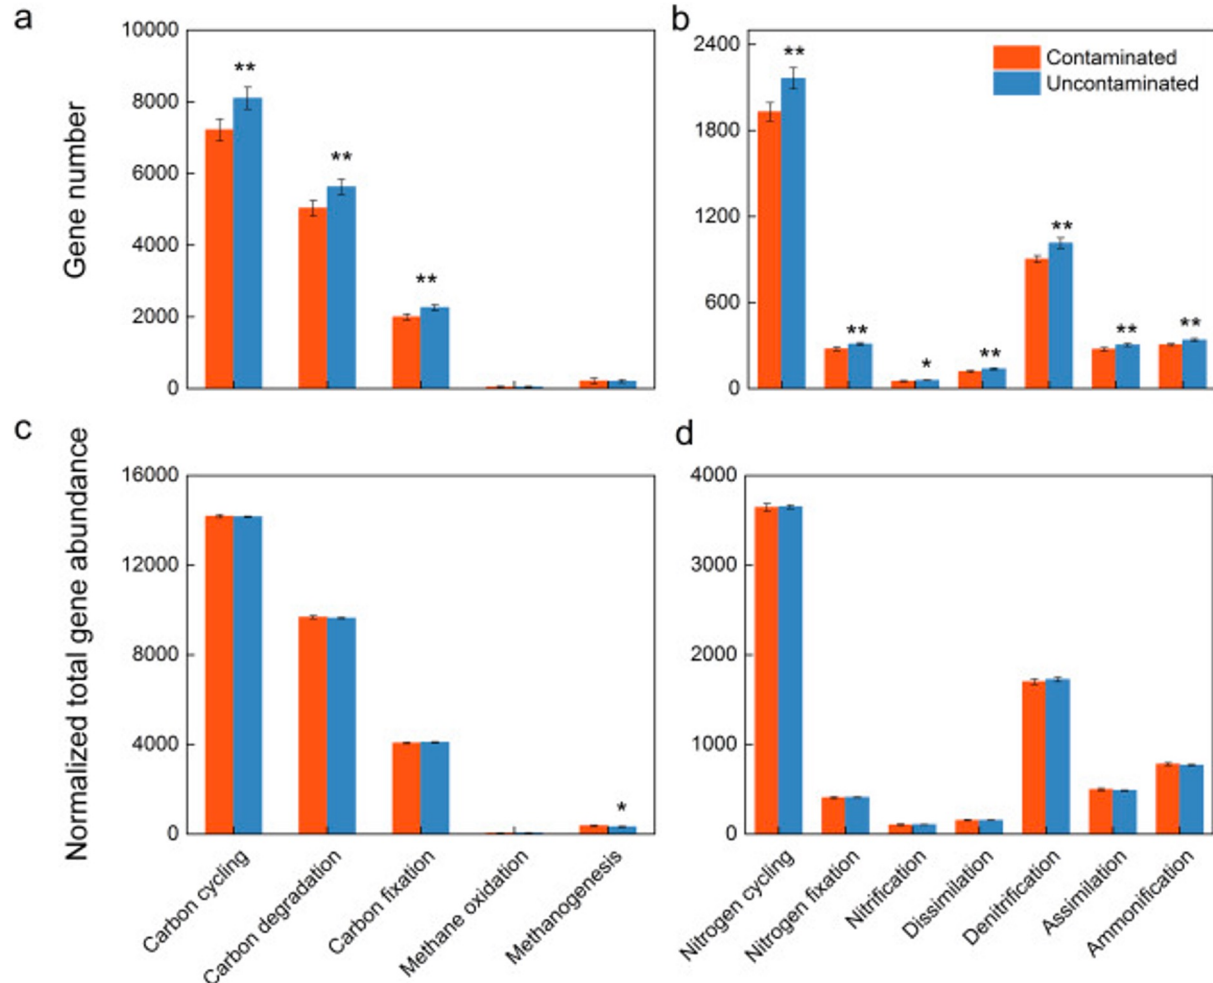 a
10000
8000
6000
4000
2000
0
Gene number
**
**
**
b
2400
1800
1200
600
0
Contaminated
Uncontaminated
**
**
*
**
**
**
**
c
16000
12000
8000
4000
0
Normalized total gene abundance
*
Carbon cycling
Carbon degradation
Carbon fixation
Methane oxidation
Methanogenesis
d
4000
3000
2000
1000
0
Nitrogen cycling
Nitrogen fixation
Nitrification
Dissimilation
Denitrification
Assimilation
Ammonification